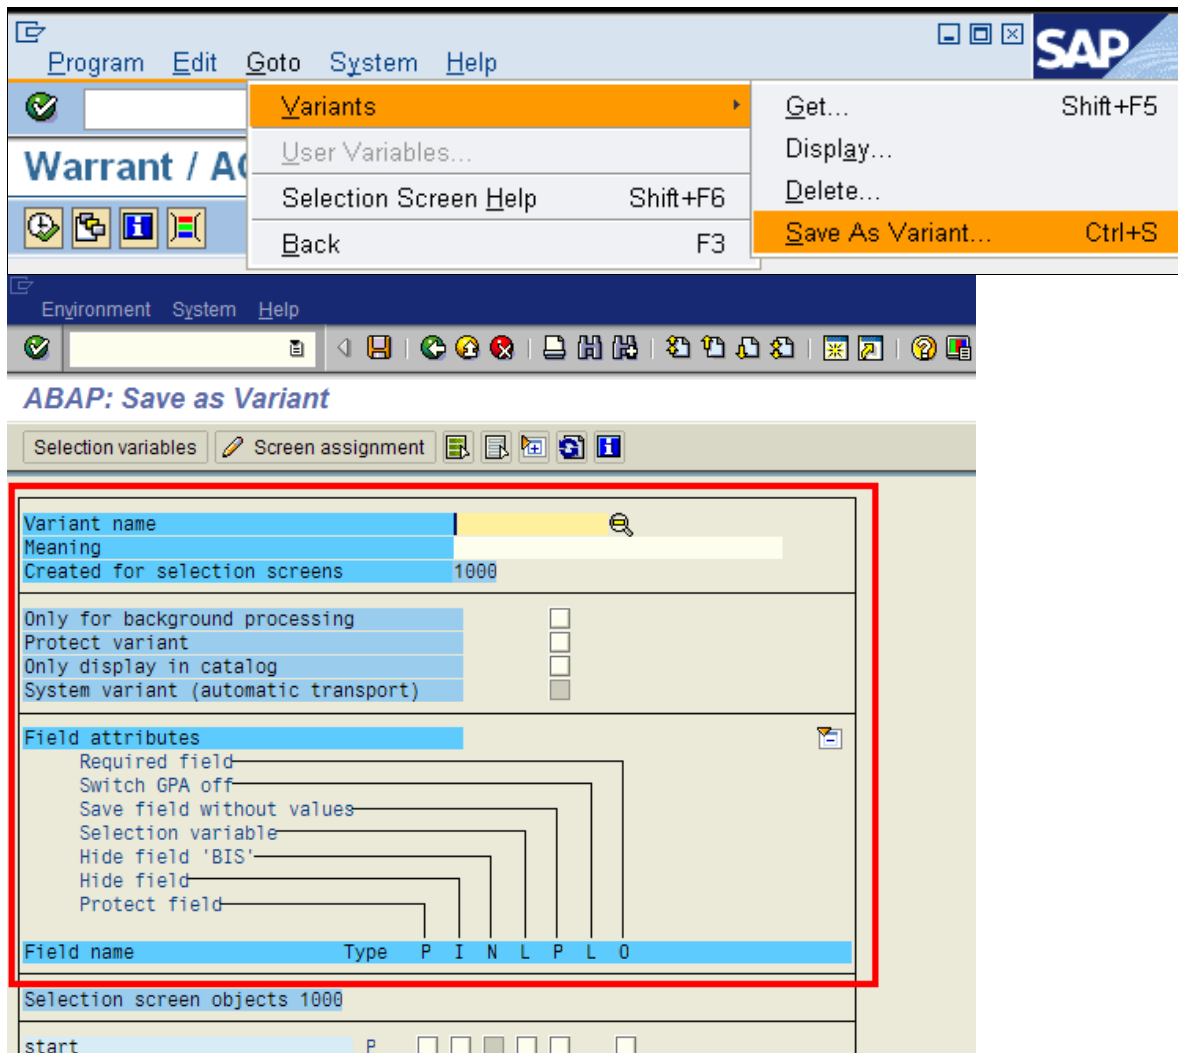 Program Edit Goto System Help
SAP
Variants
Get... Shift+F5
User Variables...
Display...
Warrant / A
Selection Screen Help Shift+F6
Delete...
Back F3
Save As Variant... Ctrl+S
Environment System Help
ABAP: Save as Variant
Selection variables Screen assignment
Variant name
Meaning
Created for selection screens 1000
Only for background processing
Protect variant
Only display in catalog
System variant (automatic transport)
Field attributes
Required field
Switch GPA off
Save field without values
Selection variable
Hide field 'BIS'
Hide field
Protect field
Field name Type P I N L P L O
Selection screen objects 1000
start P